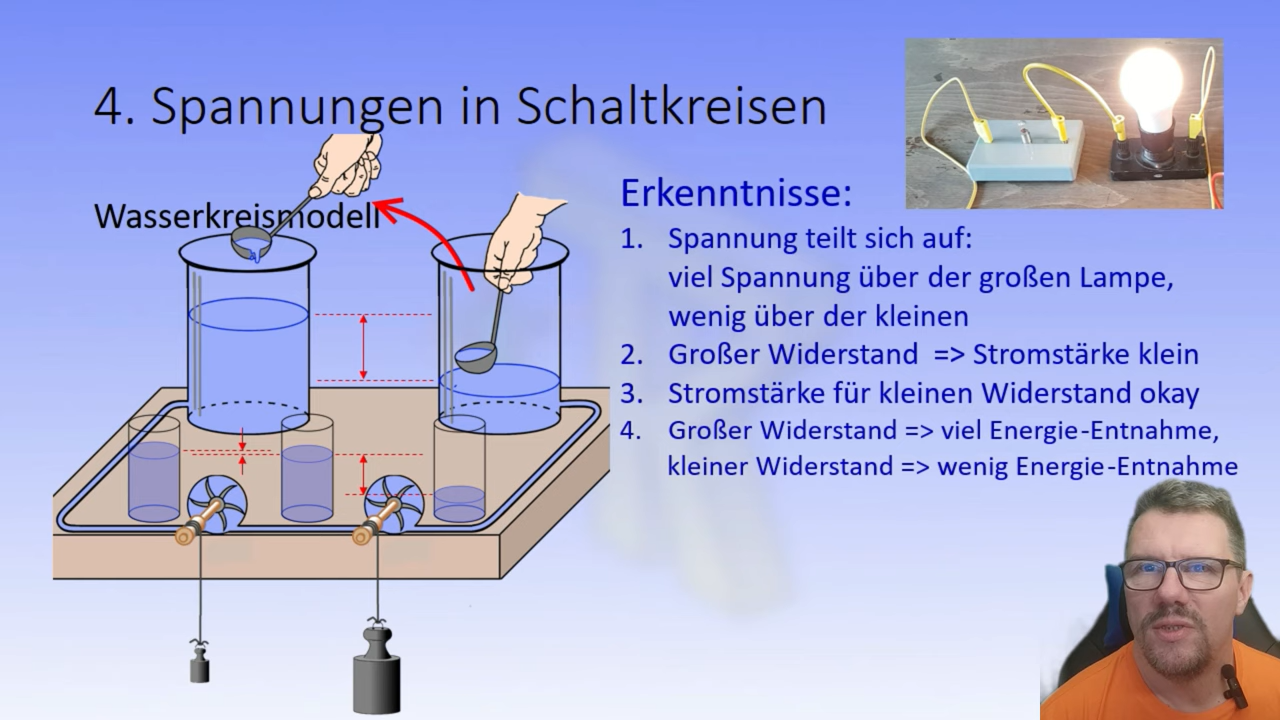 4. Spannungen in Schaltkreisen
Wasserkreismodell
Erkenntnisse:
1. Spannung teilt sich auf:
viel Spannung über der großen Lampe,
wenig über der kleinen
2. Großer Widerstand => Stromstärke klein
3. Stromstärke für kleinen Widerstand okay
4. Großer Widerstand => viel Energie-Entnahme,
kleiner Widerstand => wenig Energie-Entnahme